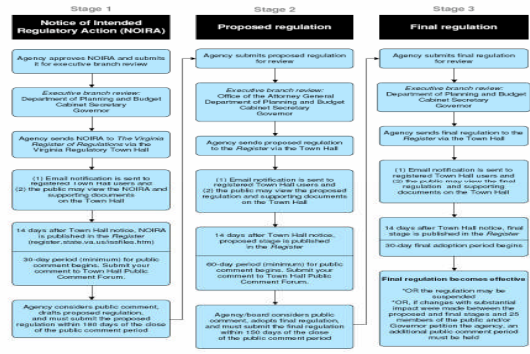 Stage 1
Notice of Intended
Regulatory Action (NOIRA)
Agency approves NOIRA and submits
it for executive branch review
Executive branch review:
Department of Planning and Budget
Cabinet Secretary
Governor
Agency sends NOIRA to The Virginia
Register of Regulations via the
Virginia Regulatory Town Hall
(1) Email notification is sent to
registered Town Hall users and
(2) the public may view the NOIRA and
supporting documents
on the Town Hall
14 days after Town Hall notice, NOIRA
is published in the Register
(register.state.va.us/issfiles.htm)
30-day period (minimum) for public
comment begins. Submit your
comment to Town Hall Public
Comment Forum.
Agency considers public comment,
drafts proposed regulation,
and must submit the proposed
regulation within 180 days of the close
of the public comment period
Stage 2
Proposed regulation
Agency submits proposed regulation
for review
Executive branch review:
Office of the Attorney General
Department of Planning and Budget
Cabinet Secretary
Governor
Agency sends proposed regulation
to the Register via the Town Hall
(1) Email notification is sent to
registered Town Hall users and
(2) the public may view the proposed
regulation and supporting documents
on the Town Hall
14 days after Town Hall notice,
proposed stage is published
in the Register
60-day period (minimum) for public
comment begins. Submit your
comment to Town Hall Public
Comment Forum.
Agency/board considers public
comment, adopts final regulation,
and must submit the final regulation
within 150 days of the close
of the public comment period
Stage 3
Final regulation
Agency submits final regulation
for review
Executive branch review:
Department of Planning and Budget
Cabinet Secretary
Governor
Agency sends final regulation to the
Register via the Town Hall
(1) Email notification is sent to
registered Town Hall users and
(2) the public may view the final
regulation and supporting documents
on the Town Hall
14 days after Town Hall notice, final
stage is published in the Register
30-day final adoption period begins
Final regulation becomes effective
*OR the regulation may be
suspended
*OR, if changes with substantial
impact were made between the
proposed and final stages and 25
members of the public and/or
Governor petition the agency, an
additional public comment period
must be held